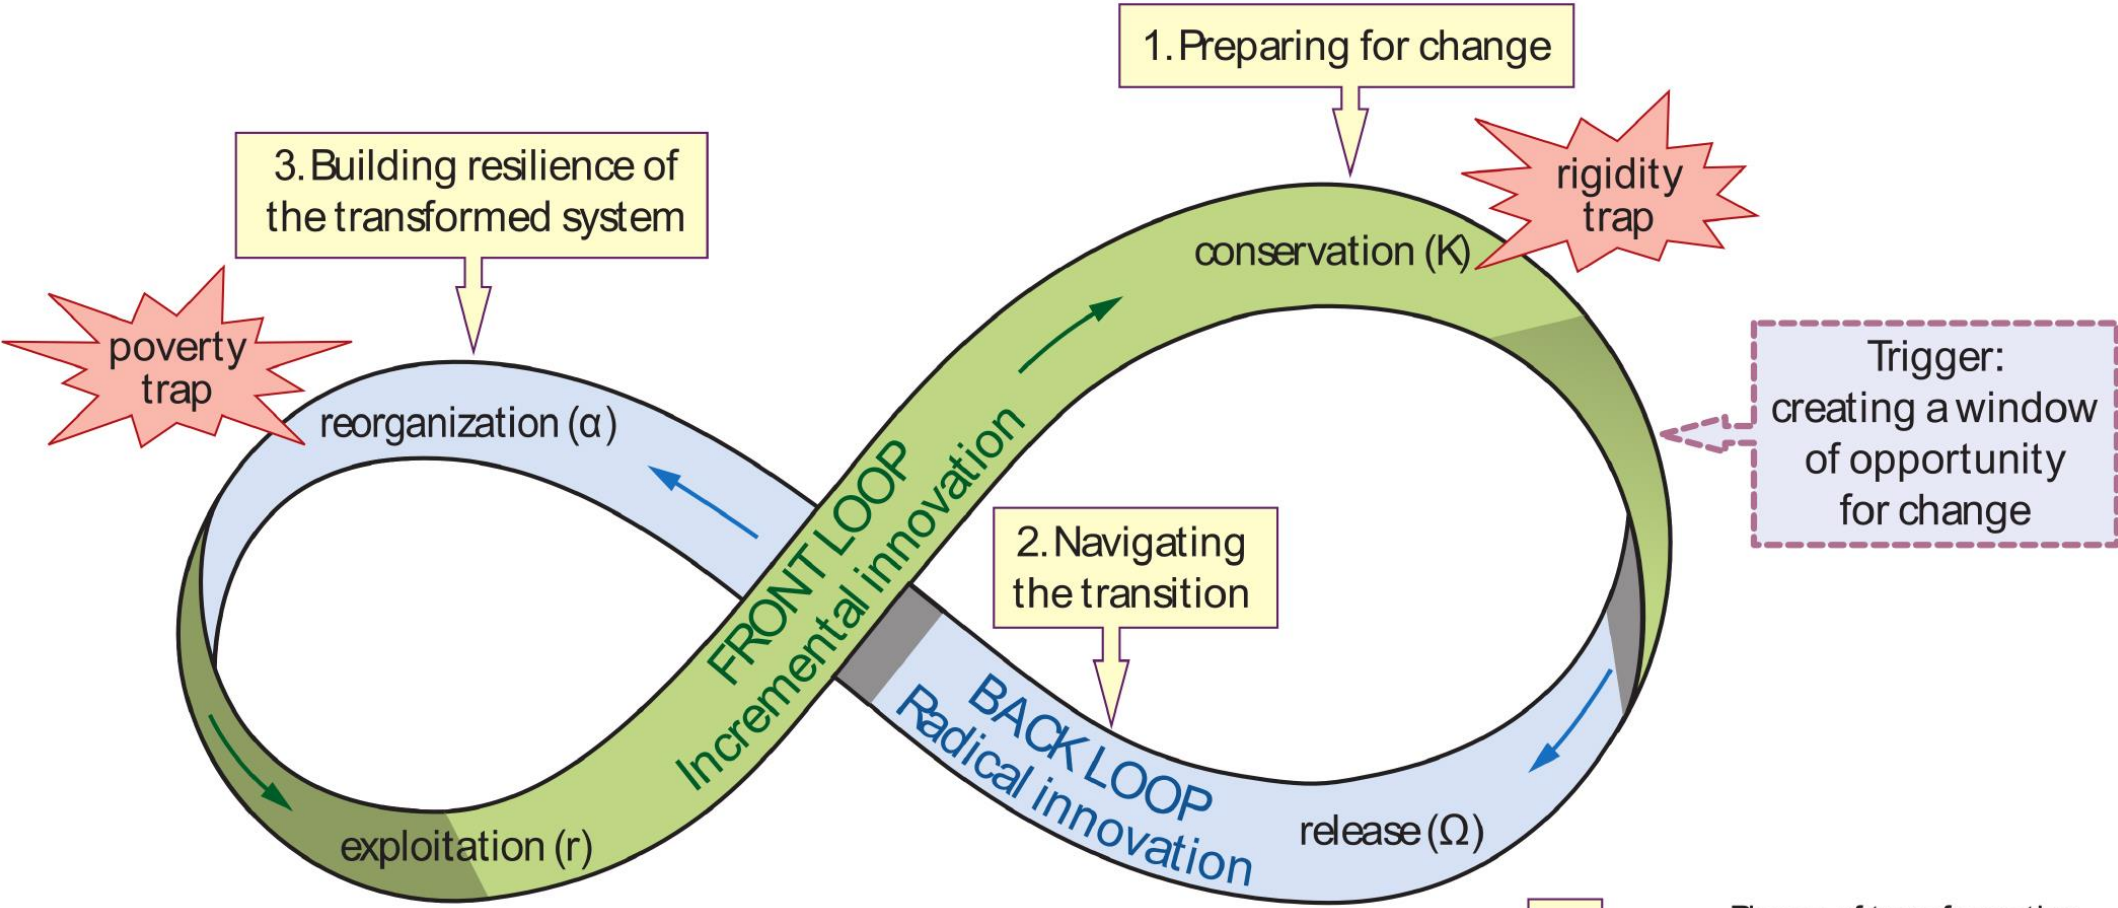 1. Preparing for change
rigidity
trap
3. Building resilience of
the transformed system
conservation (K)
poverty
trap
reorganization (α)
Trigger:
creating a window
of opportunity
for change
FRONT LOOP
Incremental innovation
2. Navigating
the transition
BACK LOOP
Radical innovation
release (Ω)
exploitation (r)